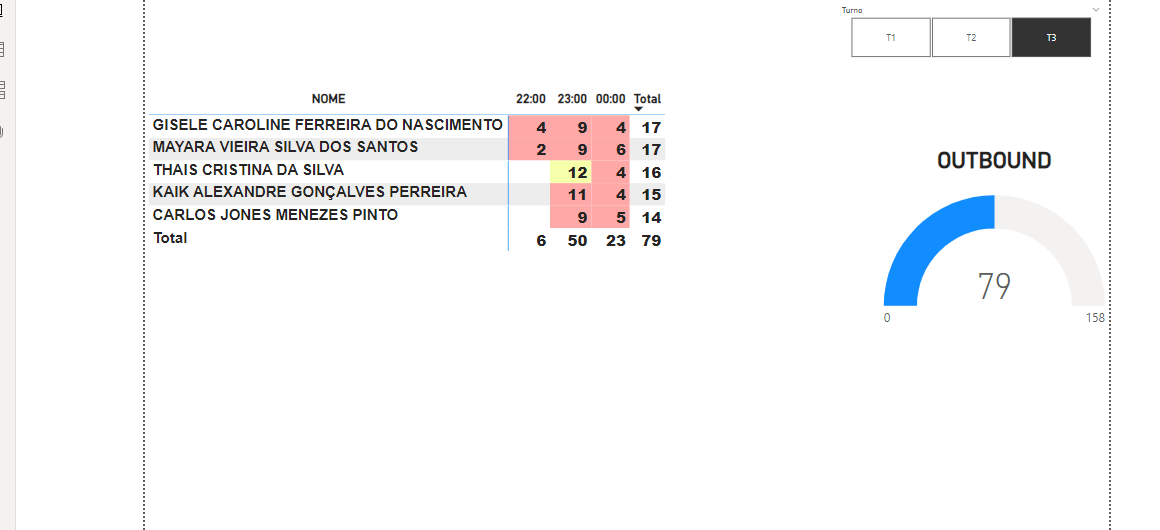 Turno
T1 T2 T3
NOME 22:00 23:00 00:00 Total
GISELE CAROLINE FERREIRA DO NASCIMENTO 4 9 4 17
MAYARA VIEIRA SILVA DOS SANTOS 2 9 6 17
THAIS CRISTINA DA SILVA 12 4 16
KAIK ALEXANDRE GONÇALVES PERREIRA 11 4 15
CARLOS JONES MENEZES PINTO 9 5 14
Total 6 50 23 79
OUTBOUND
79
0 158